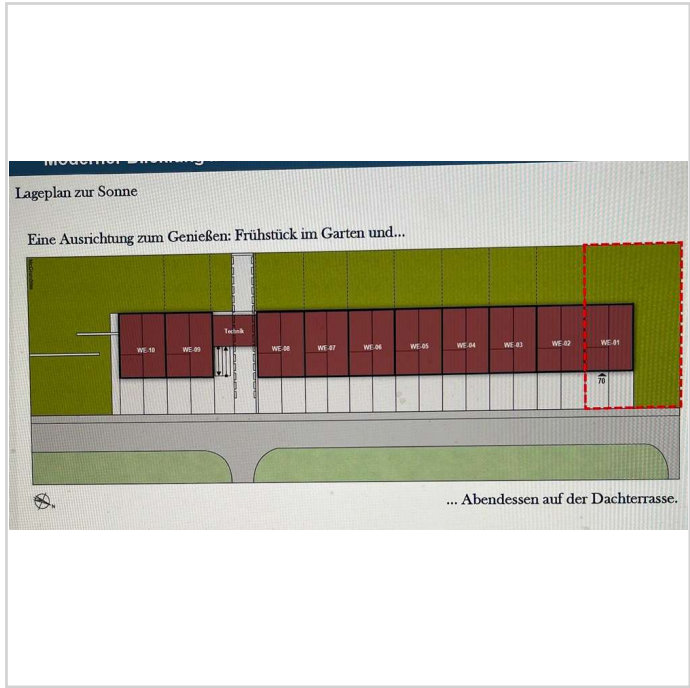 Lageplan zur Sonne
Eine Ausrichtung zum Genießen: Frühstück im Garten und...
Technik
WE-10
WE-09
WE-08
WE-07
WE-06
WE-05
WE-04
WE-03
WE-02
WE-01
70
N
... Abendessen auf der Dachterrasse.